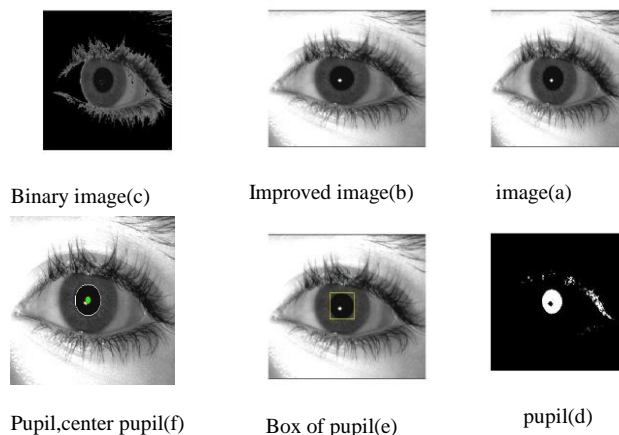 Binary image(c)
Improved image(b)
image(a)
Pupil,center pupil(f)
Box of pupil(e)
pupil(d)